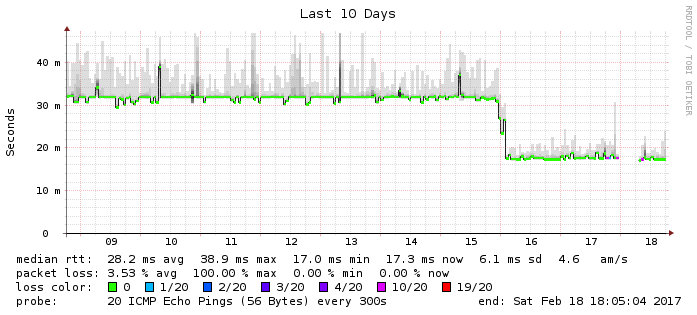 Last 10 Days
RRDTOOL / TOBI OETIKER
Seconds
40 m
30 m
20 m
10 m
0
09 10 11 12 13 14 15 16 17 18
median rtt: 28.2 ms avg 38.9 ms max 17.0 ms min 17.3 ms now 6.1 ms sd 4.6 am/s
packet loss: 3.53 % avg 100.00 % max 0.00 % min 0.00 % now
loss color: 0 1/20 2/20 3/20 4/20 10/20 19/20
probe: 20 ICMP Echo Pings (56 Bytes) every 300s end: Sat Feb 18 18:05:04 2017